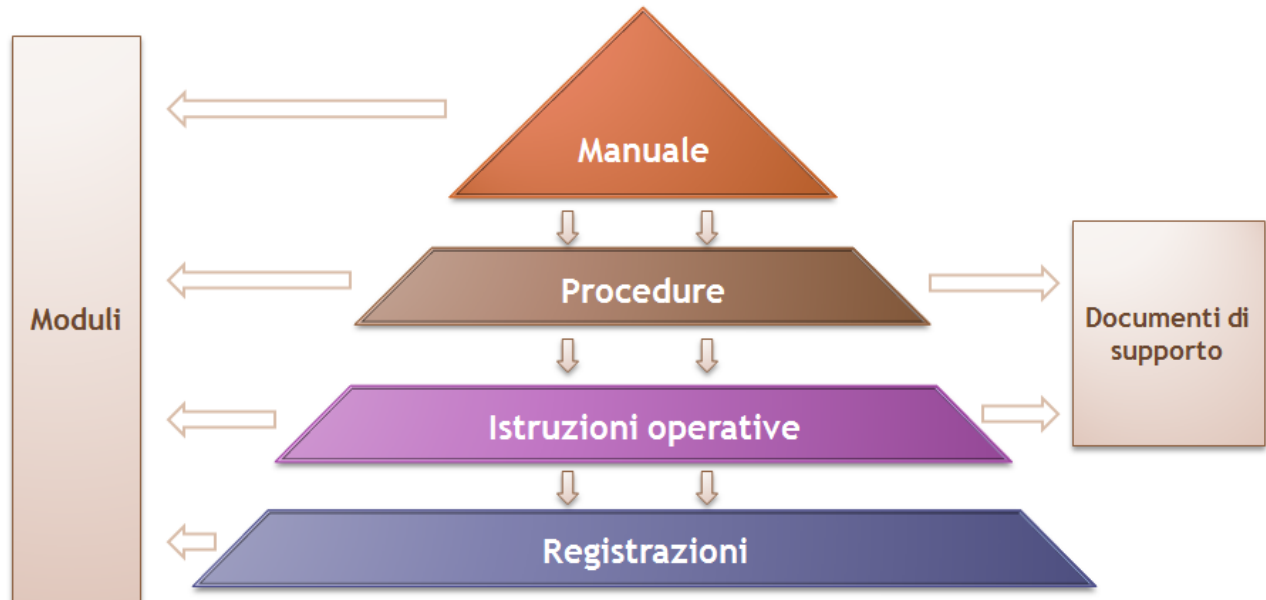 Manuale
Procedure
Moduli
Documenti di
supporto
Istruzioni operative
Registrazioni